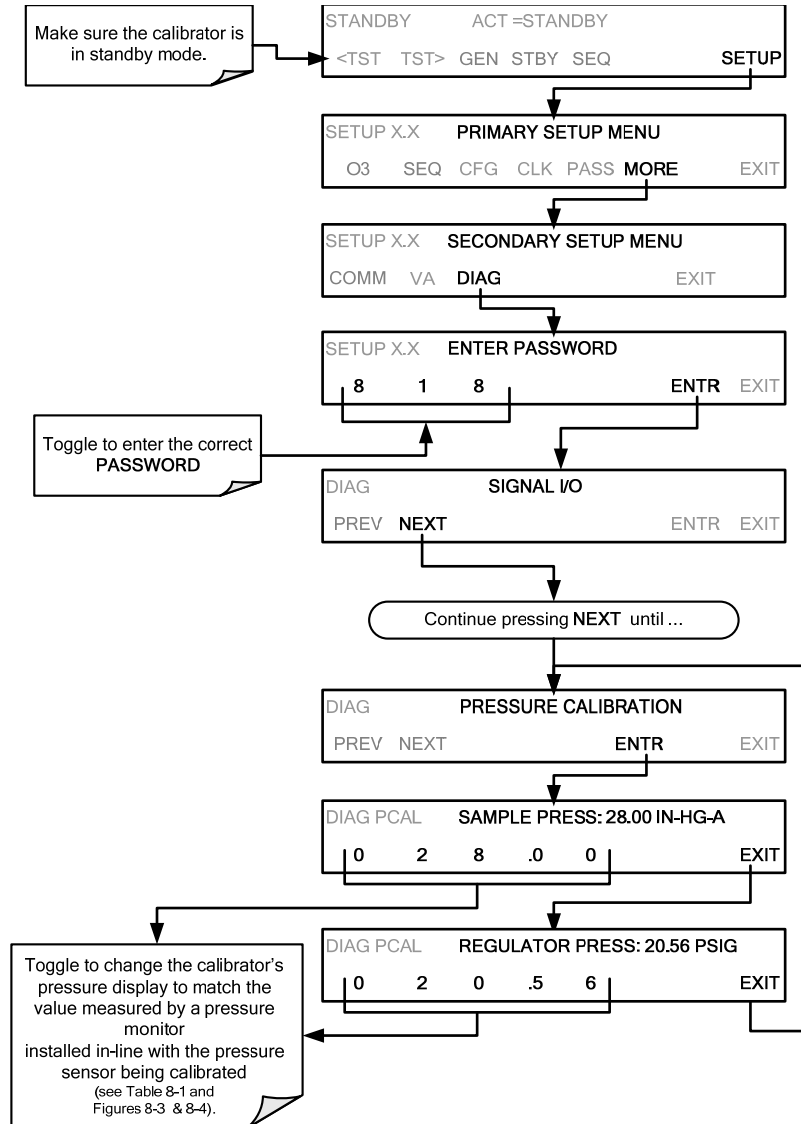 Make sure the calibrator is
in standby mode.
STANDBY ACT =STANDBY
<TST TST> GEN STBY SEQ SETUP
SETUP X.X PRIMARY SETUP MENU
O3 SEQ CFG CLK PASS MORE EXIT
SETUP X.X SECONDARY SETUP MENU
COMM VA DIAG EXIT
SETUP X.X ENTER PASSWORD
8 1 8 ENTR EXIT
Toggle to enter the correct
PASSWORD
DIAG SIGNAL I/O
PREV NEXT ENTR EXIT
Continue pressing NEXT until ...
DIAG PRESSURE CALIBRATION
PREV NEXT ENTR EXIT
DIAG PCAL SAMPLE PRESS: 28.00 IN-HG-A
0 2 8 .0 0 EXIT
DIAG PCAL REGULATOR PRESS: 20.56 PSIG
0 2 0 .5 6 EXIT
Toggle to change the calibrator's
pressure display to match the
value measured by a pressure
monitor
installed in-line with the pressure
sensor being calibrated
(see Table 8-1 and
Figures 8-3 & 8-4).